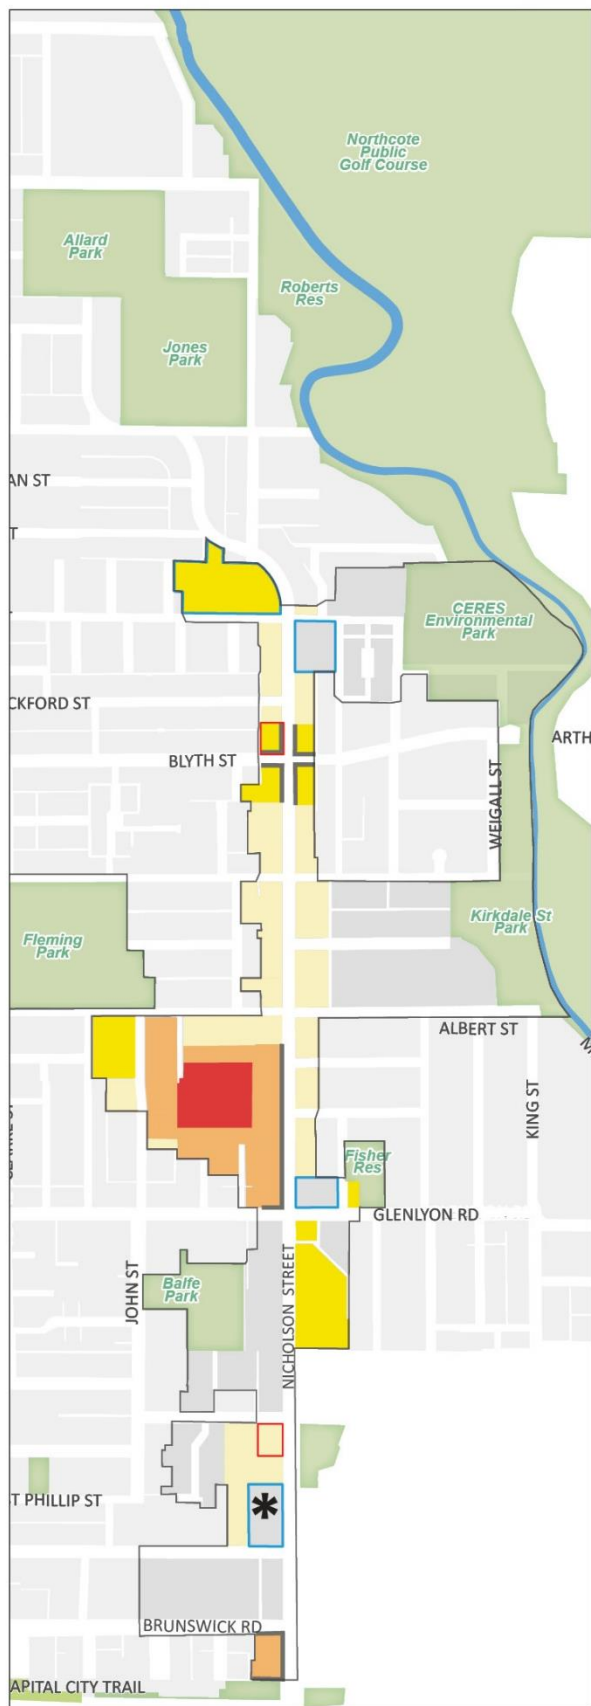 Northcote
Public
Golf Course
Allard
Park
Roberts
Res
Jones
Park
AN ST
T
CERES
Environmental
Park
CKFORD ST
BLYTH ST
ARTH
WEIGALL ST
Kirkdale St
Park
Fleming
Park
ALBERT ST
M
KING ST
Fisher
Res
GLENLYON RD
JOHN ST
Balfe
Park
NICHOLSON STREET
*
T PHILLIP ST
BRUNSWICK RD
APITAL CITY TRAIL